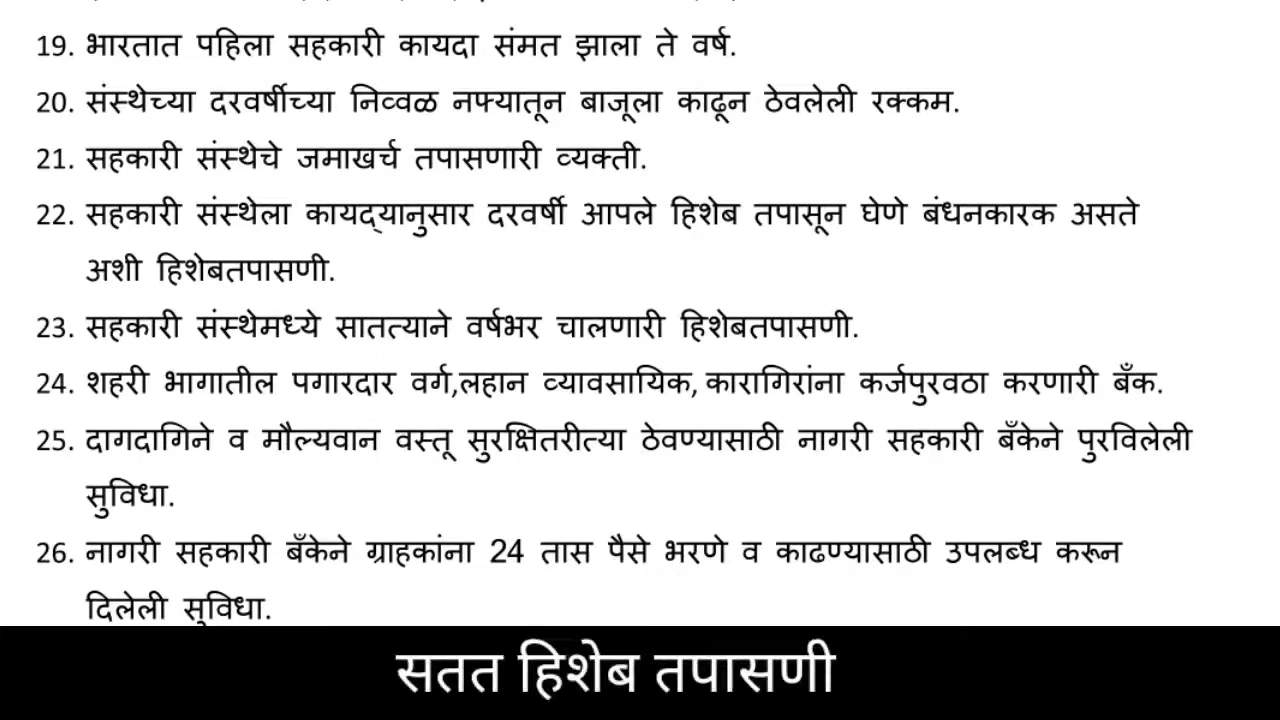 19. भारतात पहिला सहकारी कायदा संमत झाला ते वर्ष.
20. संस्थेच्या दरवर्षीच्या निव्वळ नफ्यातून बाजूला काढून ठेवलेली रक्कम.
21. सहकारी संस्थेचे जमाखर्च तपासणारी व्यक्ती.
22. सहकारी संस्थेला कायद्यानुसार दरवर्षी आपले हिशेब तपासून घेणे बंधनकारक असते
अशी हिशेबतपासणी.
23. सहकारी संस्थेमध्ये सातत्याने वर्षभर चालणारी हिशेबतपासणी.
24. शहरी भागातील पगारदार वर्ग,लहान व्यावसायिक, कारागिरांना कर्जपुरवठा करणारी बँक.
25. दागदागिने व मौल्यवान वस्तू सुरक्षितरीत्या ठेवण्यासाठी नागरी सहकारी बँकेने पुरविलेली
सुविधा.
26. नागरी सहकारी बँकेने ग्राहकांना 24 तास पैसे भरणे व काढण्यासाठी उपलब्ध करून
दिलेली सुविधा.
सतत हिशेब तपासणी